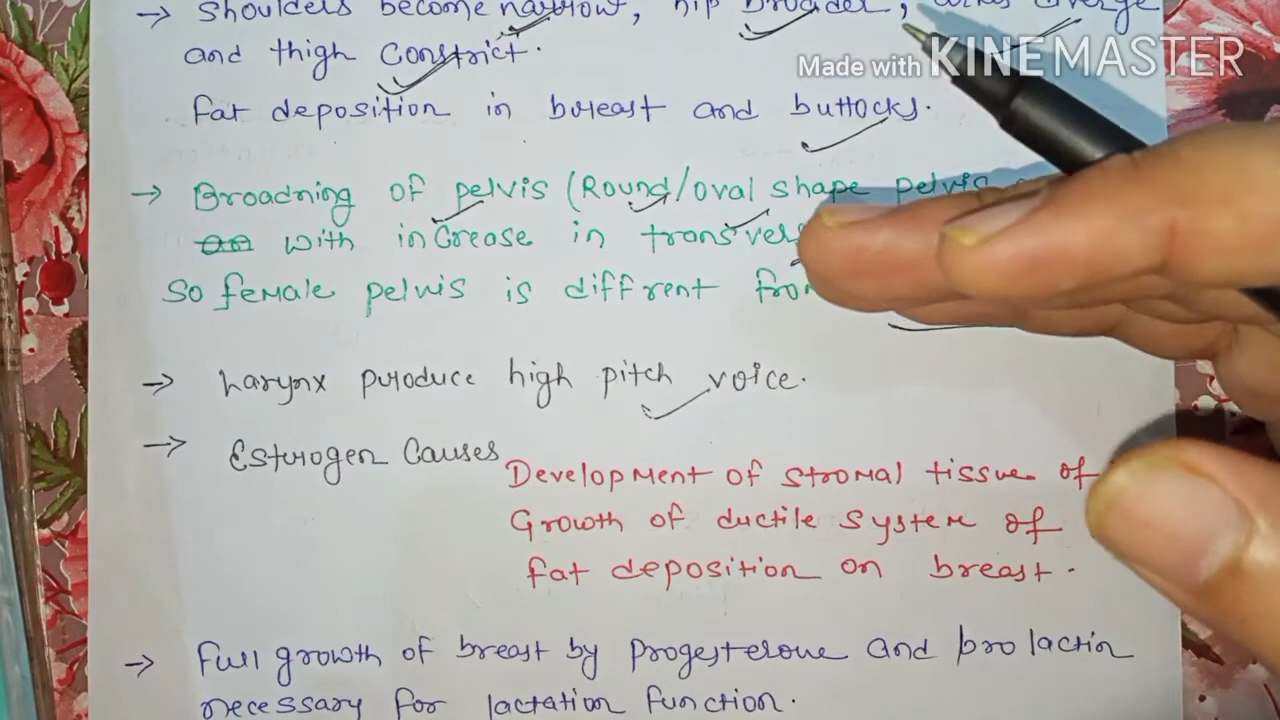 → Shoulders become narrow, hip broader, arms diverge
Made with KINEMASTER
and thigh constrict.
fat deposition in breast and buttocks.
→ Broadning of pelvis (Round/oval shape pelvis
with increase in transvers
So female pelvis is diffrent from
→ Larynx produce high pitch voice.
→ Estrogen causes
Development of stromal tissue of
Growth of ductile system of
fat deposition on breast.
→ Full growth of breast by progesterone and prolactin
necessary for lactation function.